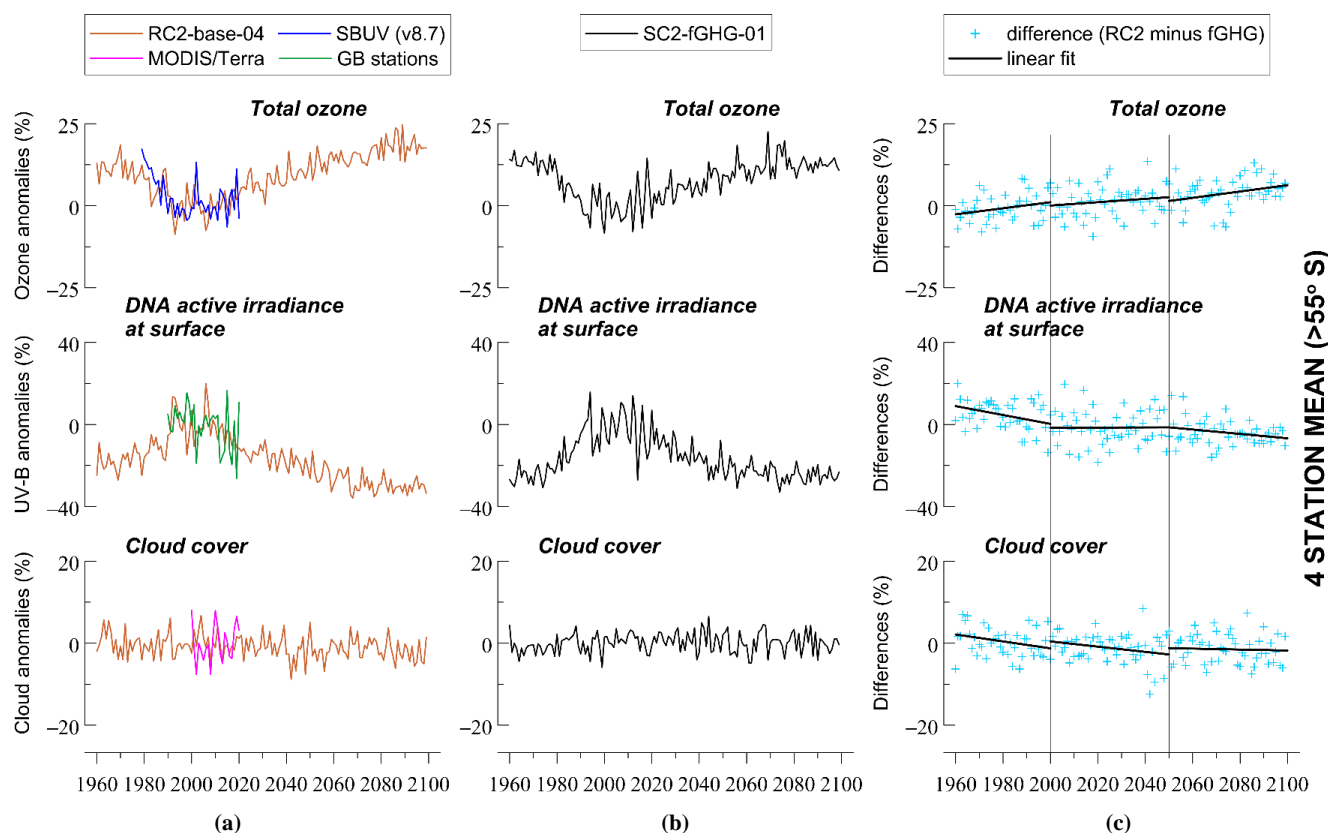 RC2-base-04
SBUV (v8.7)
MODIS/Terra
GB stations
SC2-fGHG-01
difference (RC2 minus fGHG)
linear fit
Total ozone
Total ozone
Total ozone
Ozone anomalies (%)
25
0
−25
25
0
−25
Differences (%)
25
0
−25
DNA active irradiance
at surface
DNA active irradiance
at surface
DNA active irradiance
at surface
UV-B anomalies (%)
40
0
−40
40
0
−40
Differences (%)
40
0
−40
Cloud cover
Cloud cover
Cloud cover
Cloud anomalies (%)
20
0
−20
20
0
−20
Differences (%)
20
0
−20
4 STATION MEAN (>55° S)
1960 1980 2000 2020 2040 2060 2080 2100
1960 1980 2000 2020 2040 2060 2080 2100
1960 1980 2000 2020 2040 2060 2080 2100
(a)
(b)
(c)